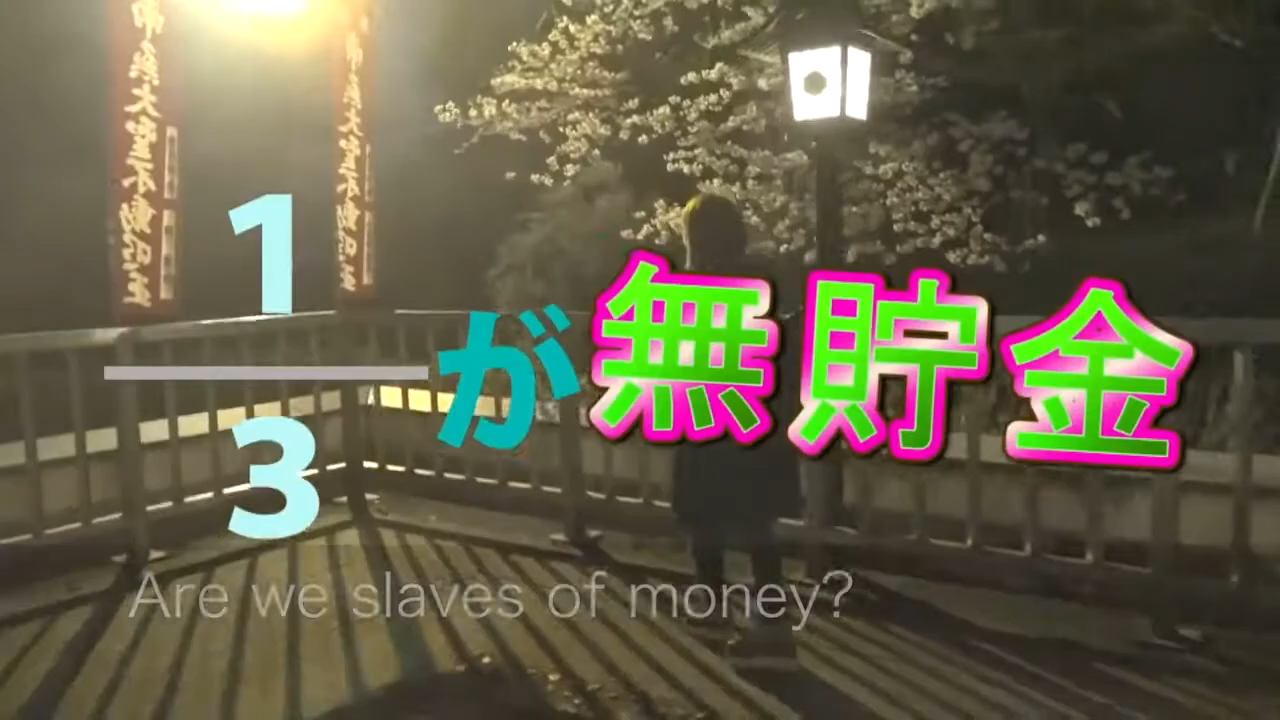 1
3
が無貯金
Are we slaves of money?